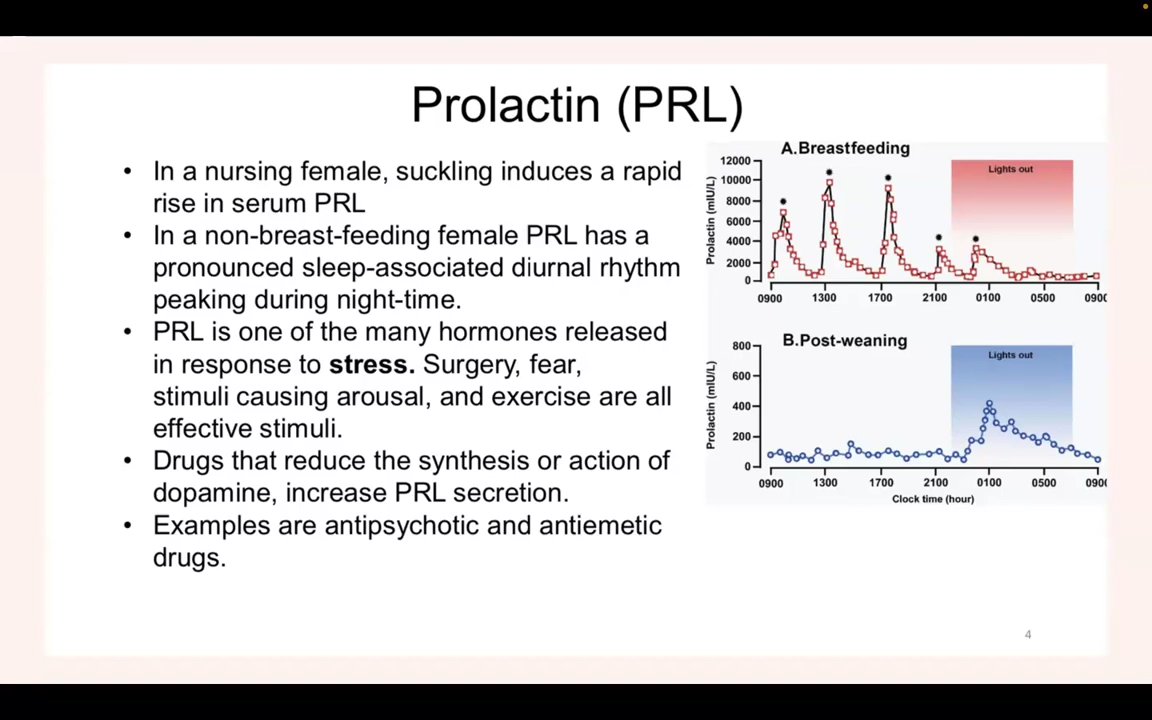 Prolactin (PRL)
• In a nursing female, suckling induces a rapid
rise in serum PRL
• In a non-breast-feeding female PRL has a
pronounced sleep-associated diurnal rhythm
peaking during night-time.
• PRL is one of the many hormones released
in response to stress. Surgery, fear,
stimuli causing arousal, and exercise are all
effective stimuli.
• Drugs that reduce the synthesis or action of
dopamine, increase PRL secretion.
• Examples are antipsychotic and antiemetic
drugs.
A.Breastfeeding
Prolactin (mIU/L)
12000
10000
8000
6000
4000
2000
0
Lights out
0900 1300 1700 2100 0100 0500 0900
B.Post-weaning
Prolactin (mIU/L)
800
600
400
200
0
Lights out
0900 1300 1700 2100 0100 0500 0900
Clock time (hour)
4